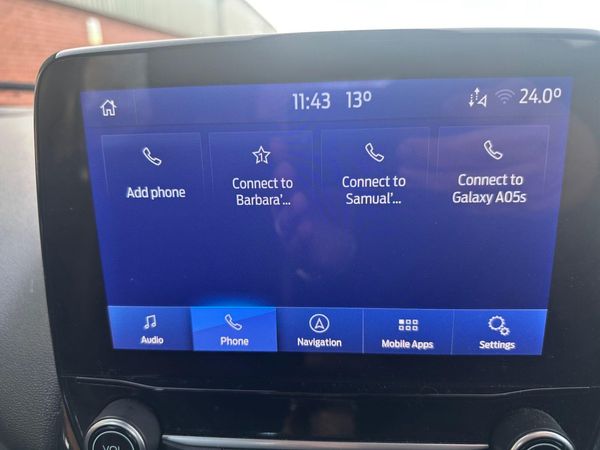 11:43 13° 24.0°
Add phone
Connect to
Barbara'...
Connect to
Samual'...
Connect to
Galaxy A05s
Audio
Phone
Navigation
Mobile Apps
Settings
VOL